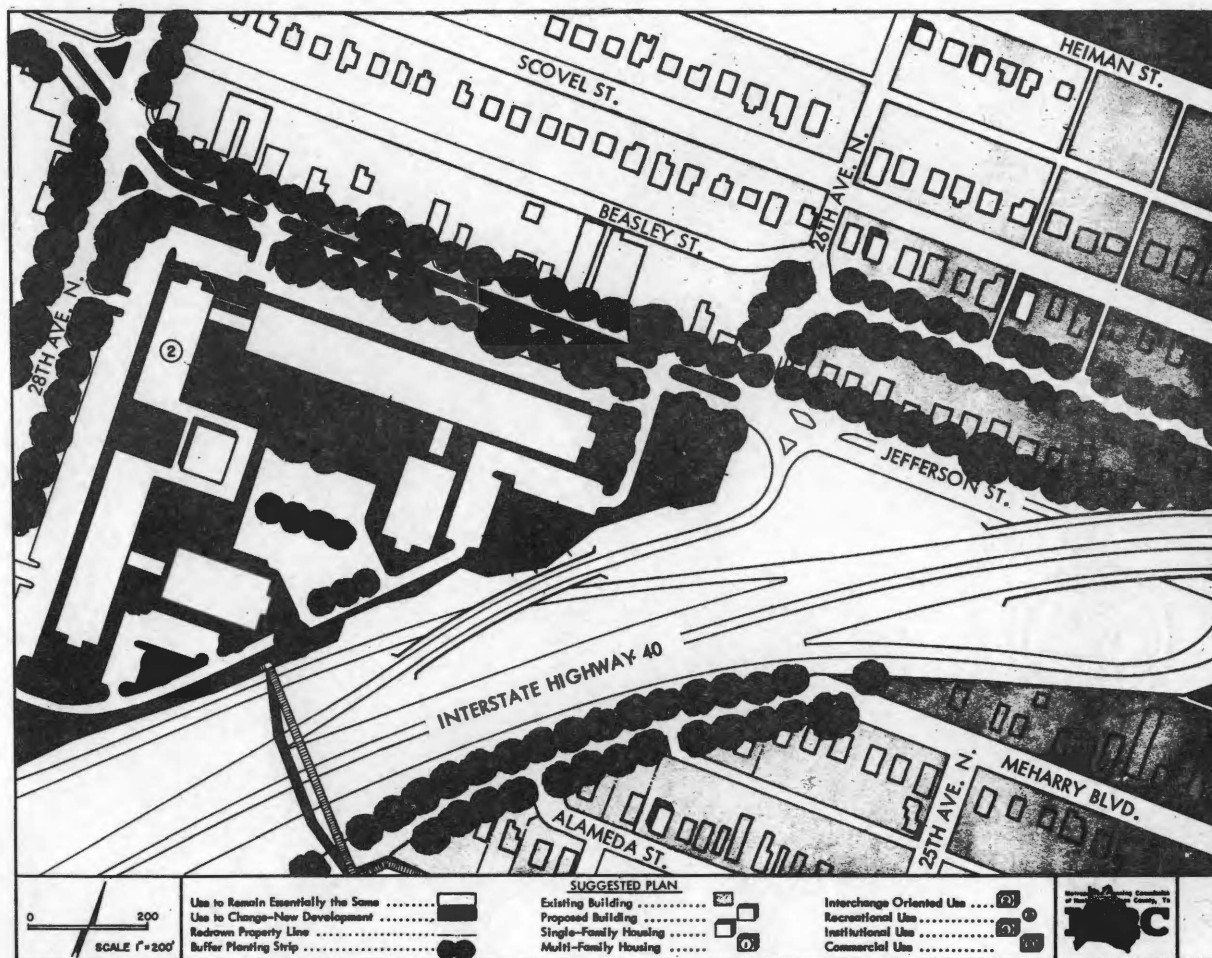 HEIMAN ST.
SCOVEL ST.
26TH AVE. N.
BEASLEY ST.
28TH AVE. N.
2
JEFFERSON ST.
INTERSTATE HIGHWAY 40
MEHARRY BLVD.
25TH AVE. N.
ALAMEDA ST.
0 200
SCALE 1"=200'
SUGGESTED PLAN
Use to Remain Essentially the Same
Use to Change-New Development
Redrawn Property Line
Buffer Planting Strip
Existing Building
Proposed Building
Single-Family Housing
Multi-Family Housing 1
Interchange Oriented Use 2
Recreational Use
Institutional Use
Commercial Use